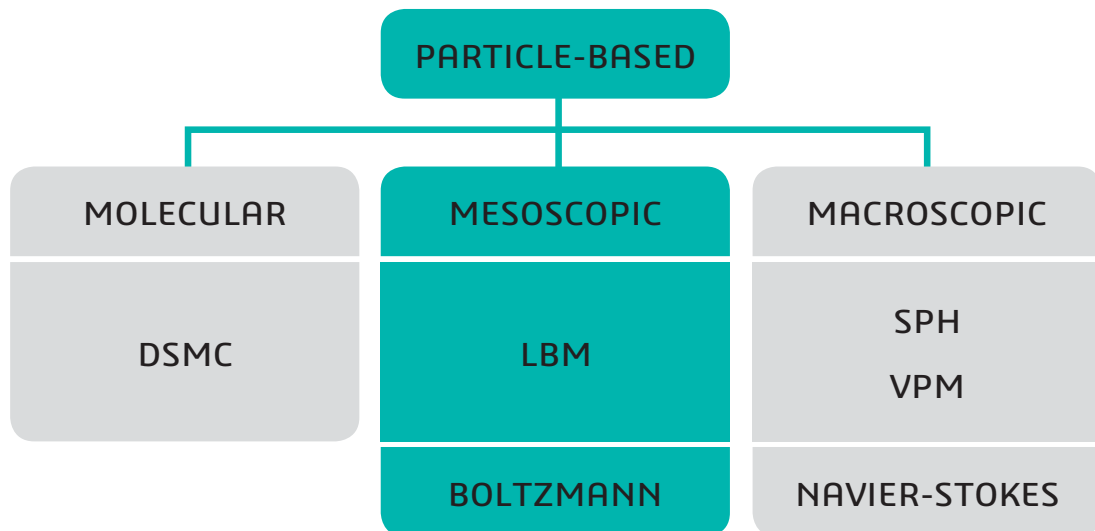 PARTICLE-BASED
MOLECULAR
MESOSCOPIC
MACROSCOPIC
DSMC
LBM
SPH
VPM
BOLTZMANN
NAVIER-STOKES